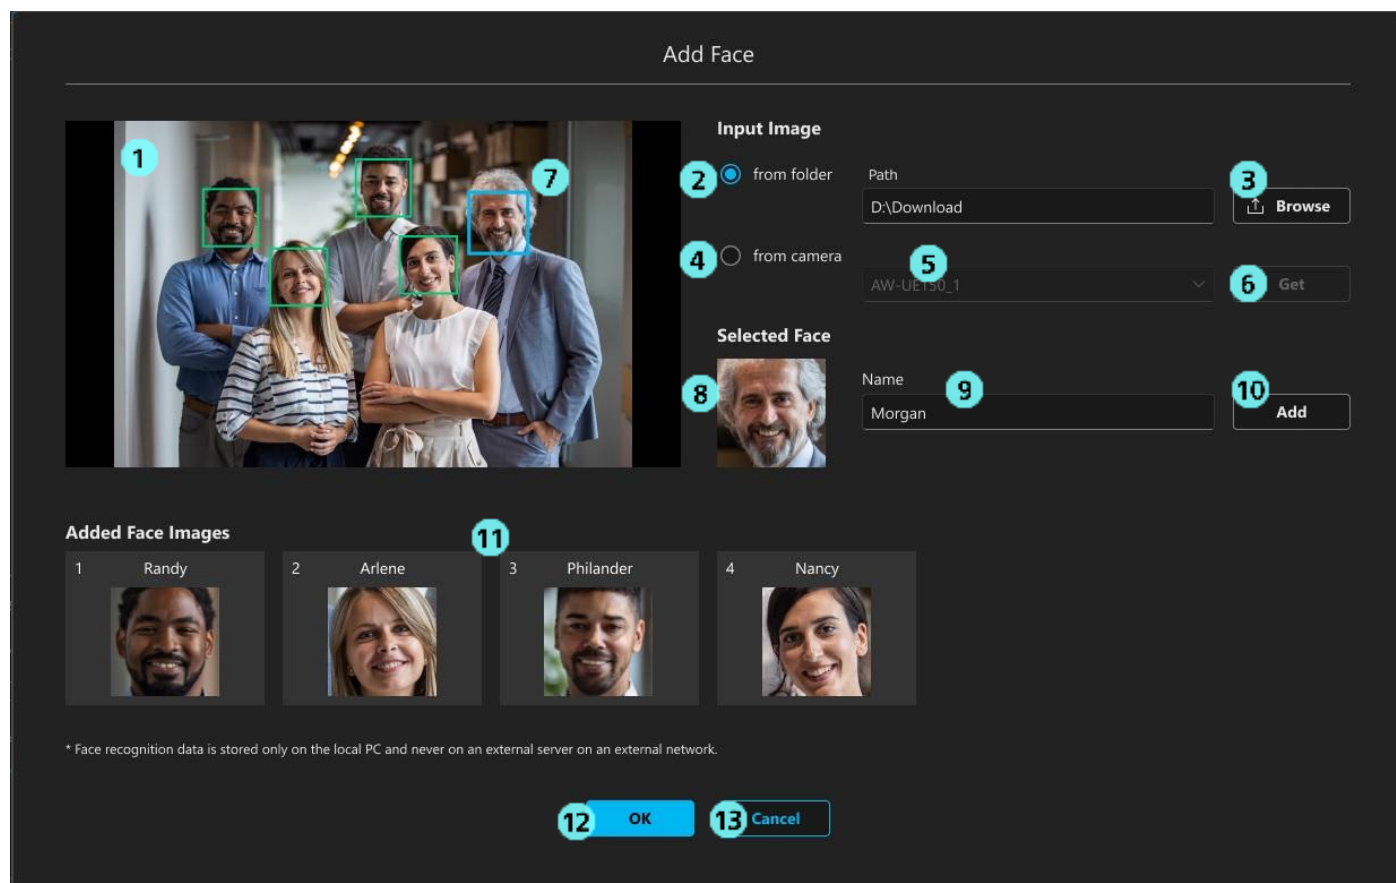 Add Face
1
7
Input Image
2 from folder
Path
D:\Download
3
Browse
4 from camera
5
AW-UE150_1
6 Get
Selected Face
8
Name
9
Morgan
10
Add
Added Face Images
11
1 Randy
2 Arlene
3 Philander
4 Nancy
* Face recognition data is stored only on the local PC and never on an external server on an external network.
12 OK
13 Cancel